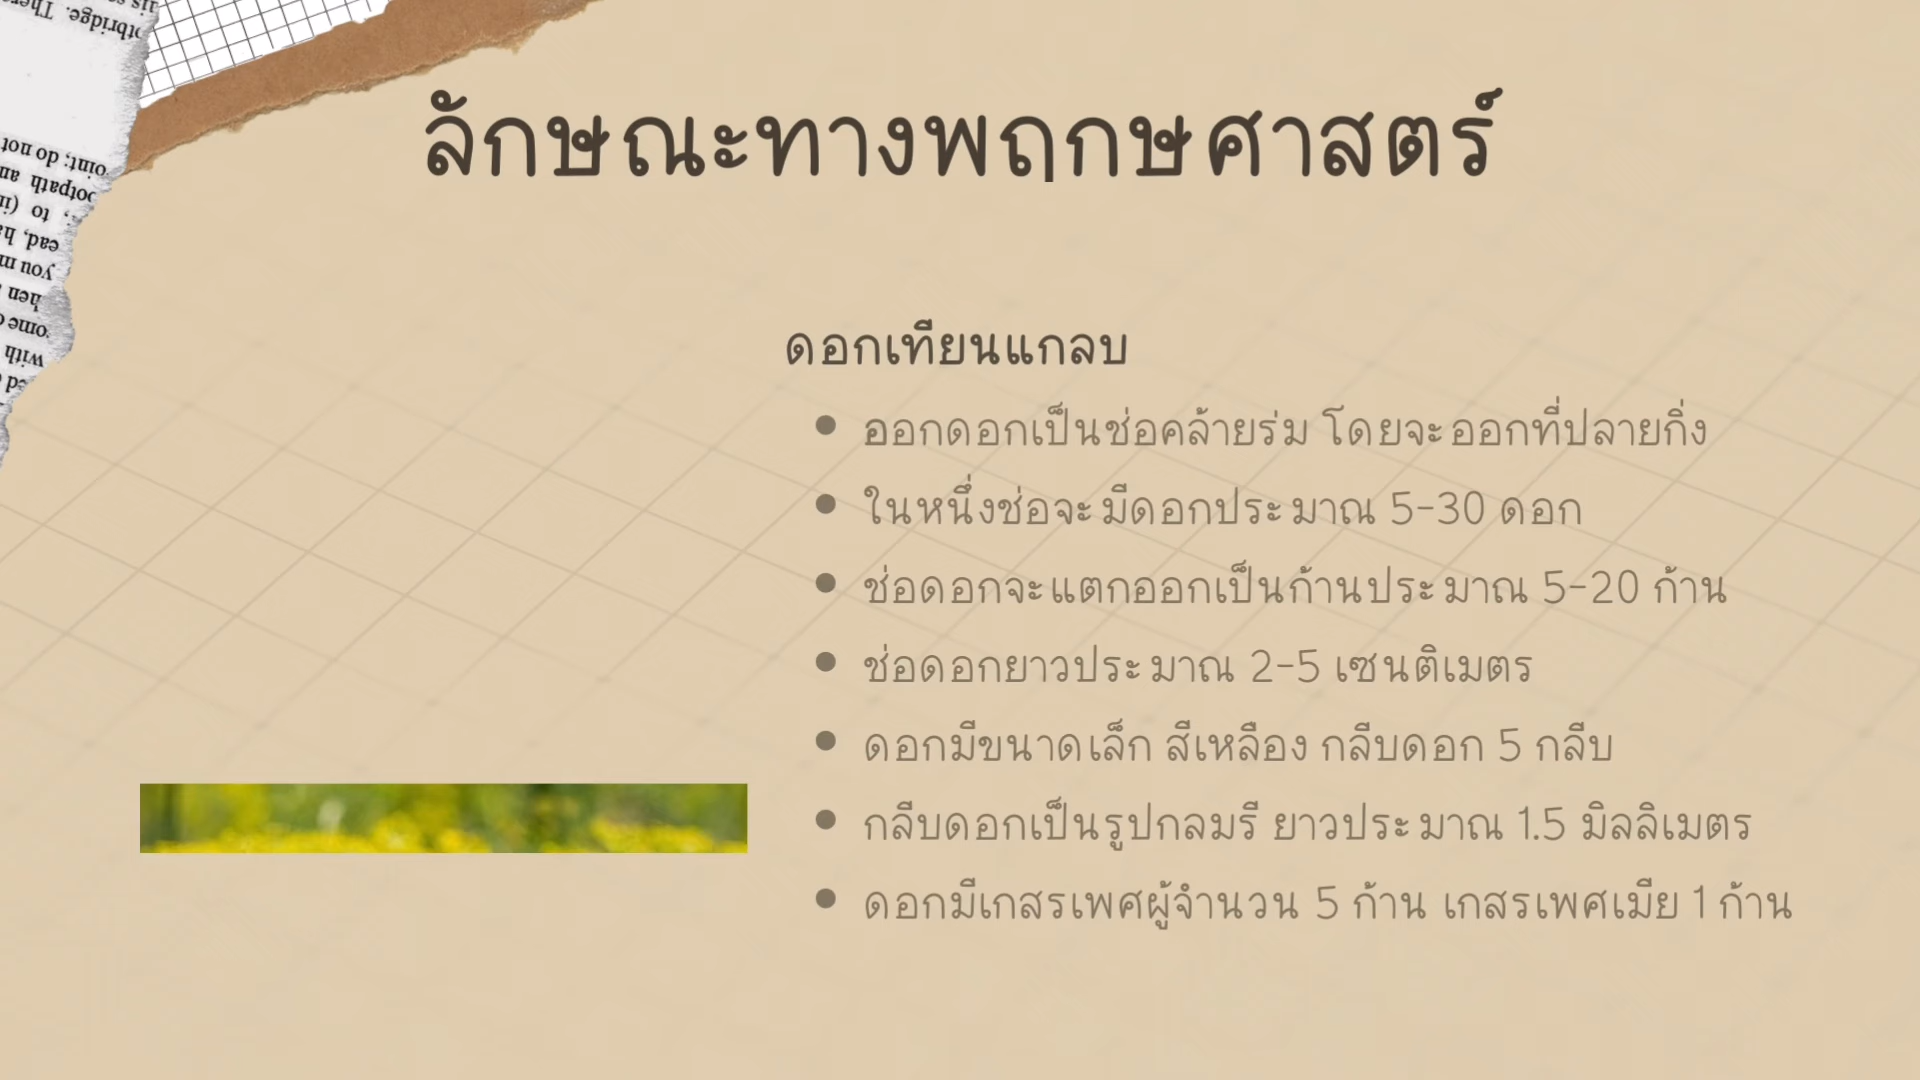 ลักษณะทางพฤกษศาสตร์
ดอกเทียนแกลบ
ออกดอกเป็นช่อคล้ายร่ม โดยจะออกที่ปลายกิ่ง
ในหนึ่งช่อจะมีดอกประมาณ 5-30 ดอก
ช่อดอกจะแตกออกเป็นก้านประมาณ 5-20 ก้าน
ช่อดอกยาวประมาณ 2-5 เซนติเมตร
ดอกมีขนาดเล็ก สีเหลือง กลีบดอก 5 กลีบ
กลีบดอกเป็นรูปกลมรี ยาวประมาณ 1.5 มิลลิเมตร
ดอกมีเกสรเพศผู้จำนวน 5 ก้าน เกสรเพศเมีย 1 ก้าน